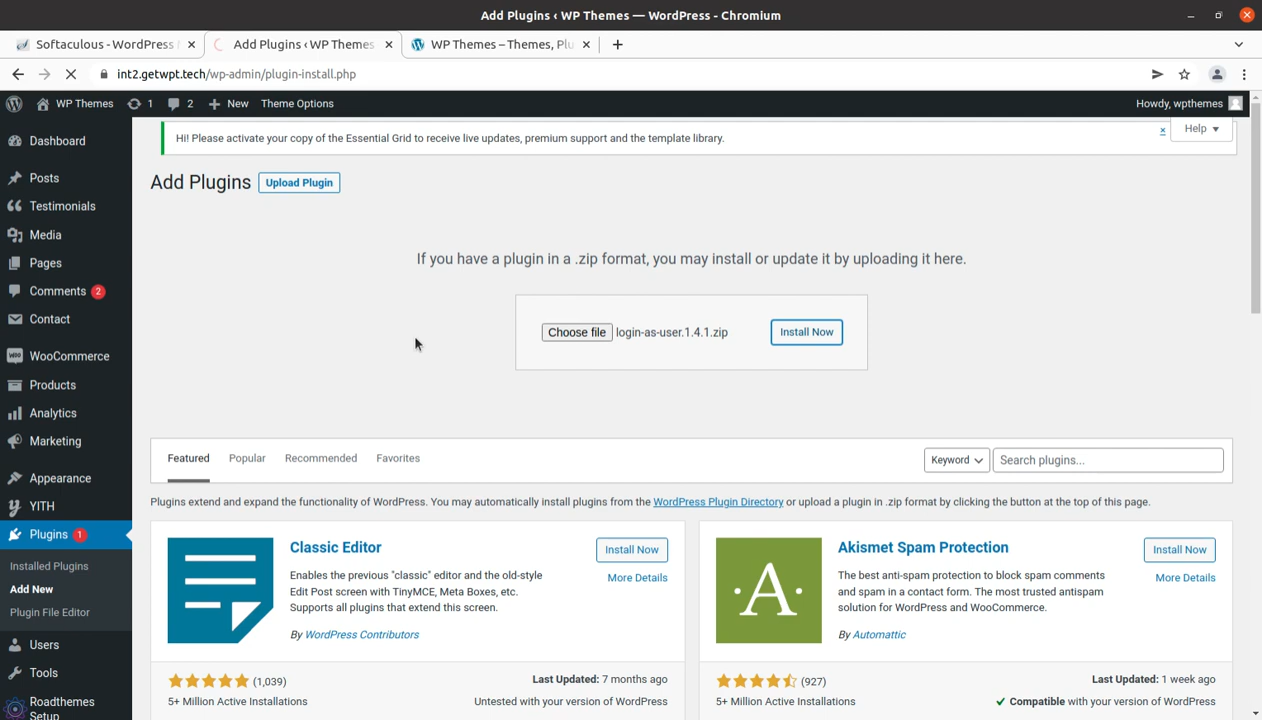 Add Plugins ‹ WP Themes — WordPress - Chromium
Softaculous - WordPress
Add Plugins ‹ WP Themes
WP Themes – Themes, Plu
int2.getwpt.tech/wp-admin/plugin-install.php
WP Themes 1 2 New Theme Options
Howdy, wpthemes
Hi! Please activate your copy of the Essential Grid to receive live updates, premium support and the template library.
Help
Add Plugins
Upload Plugin
If you have a plugin in a .zip format, you may install or update it by uploading it here.
Choose file login-as-user.1.4.1.zip
Install Now
Dashboard
Posts
Testimonials
Media
Pages
Comments 2
Contact
WooCommerce
Products
Analytics
Marketing
Appearance
YITH
Plugins 1
Installed Plugins
Add New
Plugin File Editor
Users
Tools
Roadthemes
Setup
Featured Popular Recommended Favorites
Keyword
Search plugins...
Plugins extend and expand the functionality of WordPress. You may automatically install plugins from the WordPress Plugin Directory or upload a plugin in .zip format by clicking the button at the top of this page.
Classic Editor
Install Now
More Details
Enables the previous "classic" editor and the old-style
Edit Post screen with TinyMCE, Meta Boxes, etc.
Supports all plugins that extend this screen.
By WordPress Contributors
(1,039)
5+ Million Active Installations
Last Updated: 7 months ago
Untested with your version of WordPress
A
Akismet Spam Protection
Install Now
More Details
The best anti-spam protection to block spam comments
and spam in a contact form. The most trusted antispam
solution for WordPress and WooCommerce.
By Automattic
(927)
5+ Million Active Installations
Last Updated: 1 week ago
Compatible with your version of WordPress